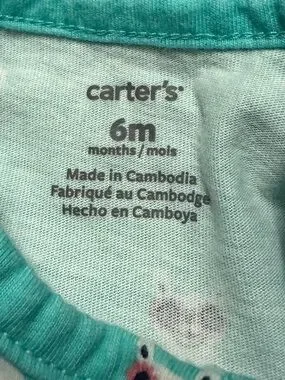 carter's
6m
months / mois
Made in Cambodia
Fabriqué au Cambodge
Hecho en Camboya